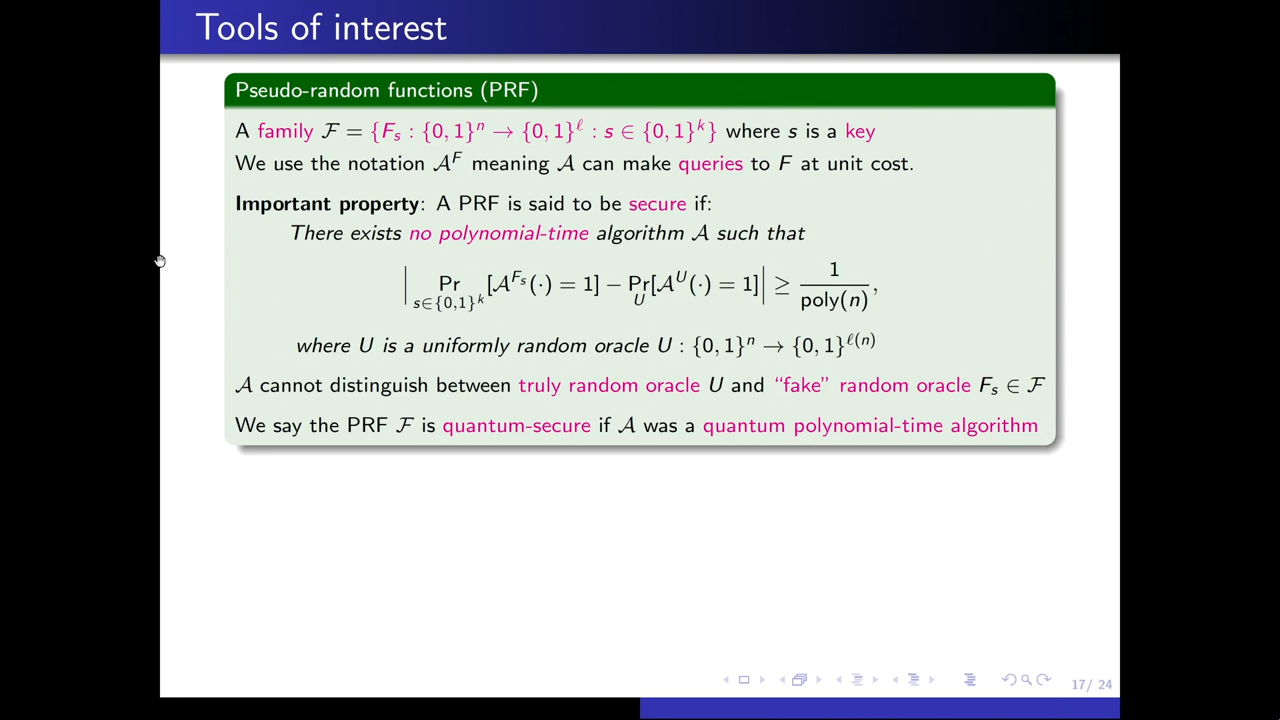 Tools of interest
Pseudo-random functions (PRF)
A family ℱ = {Fₛ : {0, 1}ⁿ → {0, 1}^ℓ : s ∈ {0, 1}ᵏ} where s is a key
We use the notation 𝒜^F meaning 𝒜 can make queries to F at unit cost.
Important property: A PRF is said to be secure if:
There exists no polynomial-time algorithm 𝒜 such that
| Pr_{s∈{0,1}ᵏ} [𝒜^{Fₛ}(·) = 1] − Pr_U [𝒜^U(·) = 1] | ≥ 1/poly(n),
where U is a uniformly random oracle U : {0, 1}ⁿ → {0, 1}^{ℓ(n)}
𝒜 cannot distinguish between truly random oracle U and “fake” random oracle Fₛ ∈ ℱ
We say the PRF ℱ is quantum-secure if 𝒜 was a quantum polynomial-time algorithm
17/ 24